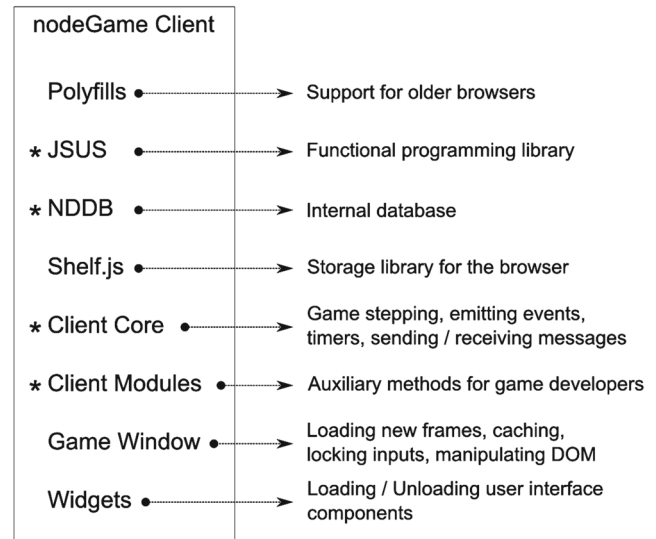 nodeGame Client
Polyfills Support for older browsers
* JSUS Functional programming library
* NDDB Internal database
Shelf.js Storage library for the browser
* Client Core Game stepping, emitting events,
timers, sending / receiving messages
* Client Modules Auxiliary methods for game developers
Game Window Loading new frames, caching,
locking inputs, manipulating DOM
Widgets Loading / Unloading user interface
components